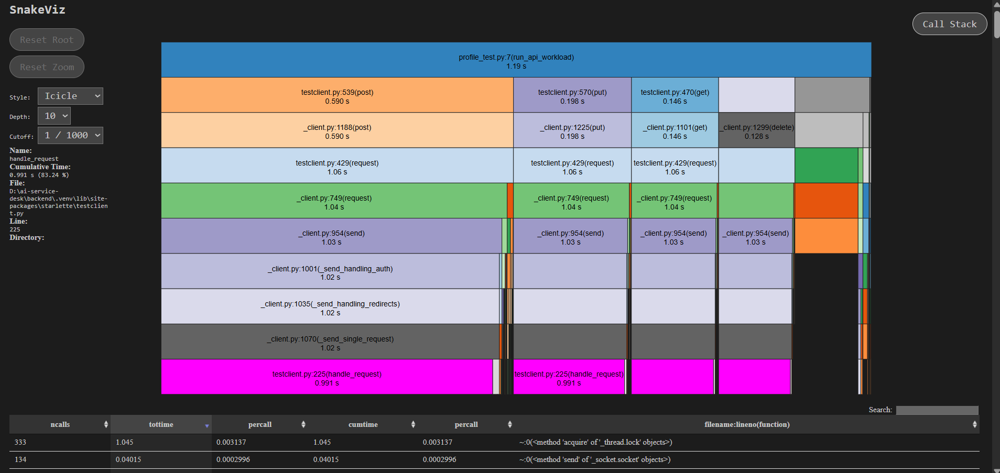 SnakeViz
Call Stack
Reset Root
Reset Zoom
Style: Icicle
Depth: 10
Cutoff: 1 / 1000
Name:
handle_request
Cumulative Time:
0.991 s (83.24 %)
File:
D:\ai-service-
desk\backend\.venv\lib\site-
packages\starlette\testclien
t.py
Line:
225
Directory:
profile_test.py:7(run_api_workload)
1.19 s
testclient.py:539(post)
0.590 s
testclient.py:570(put)
0.198 s
testclient.py:470(get)
0.146 s
_client.py:1188(post)
0.590 s
_client.py:1225(put)
0.198 s
_client.py:1101(get)
0.146 s
_client.py:1299(delete)
0.128 s
testclient.py:429(request)
1.06 s
testclient.py:429(request)
1.06 s
testclient.py:429(request)
1.06 s
_client.py:749(request)
1.04 s
_client.py:749(request)
1.04 s
_client.py:749(request)
1.04 s
_client.py:954(send)
1.03 s
_client.py:954(send)
1.03 s
_client.py:954(send)
1.03 s
_client.py:954(send)
1.03 s
_client.py:1001(_send_handling_auth)
1.02 s
_client.py:1035(_send_handling_redirects)
1.02 s
_client.py:1070(_send_single_request)
1.02 s
testclient.py:225(handle_request)
0.991 s
testclient.py:225(handle_request)
0.991 s
Search:
ncalls tottime percall cumtime percall filename:lineno(function)
333 1.045 0.003137 1.045 0.003137 ~:0(<method 'acquire' of '_thread.lock' objects>)
134 0.04015 0.0002996 0.04015 0.0002996 ~:0(<method 'send' of '_socket.socket' objects>)